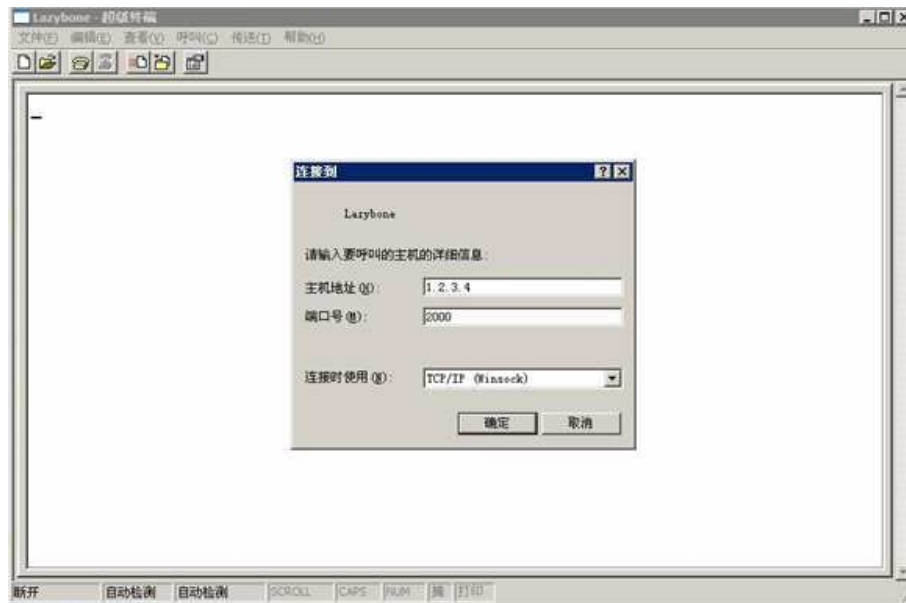 Lazybone - 超级终端
文件(F) 编辑(E) 查看(V) 呼叫(C) 传送(T) 帮助(H)
连接到
Lazybone
请输入要呼叫的主机的详细信息:
主机地址(H): 1.2.3.4
端口号(M): 2000
连接时使用(N): TCP/IP (Winsock)
确定 取消
断开 自动检测 自动检测 SCROLL CAPS NUM 捕 打印